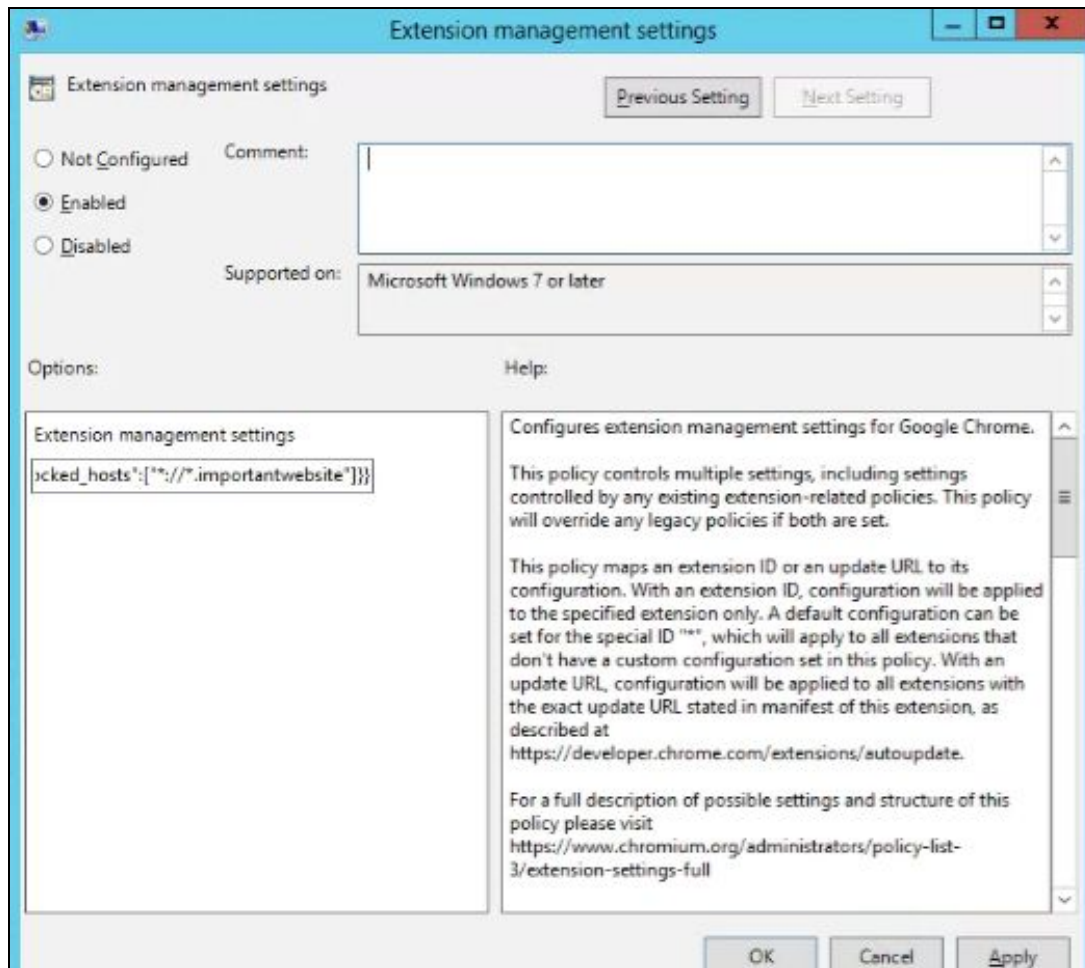 Extension management settings
Extension management settings
Previous Setting
Next Setting
Not Configured
Comment:
Enabled
Disabled
Supported on:
Microsoft Windows 7 or later
Options:
Help:
Extension management settings
ocked_hosts":["*://*.importantwebsite"]}}
Configures extension management settings for Google Chrome.
This policy controls multiple settings, including settings
controlled by any existing extension-related policies. This policy
will override any legacy policies if both are set.
This policy maps an extension ID or an update URL to its
configuration. With an extension ID, configuration will be applied
to the specified extension only. A default configuration can be
set for the special ID "*", which will apply to all extensions that
don't have a custom configuration set in this policy. With an
update URL, configuration will be applied to all extensions with
the exact update URL stated in manifest of this extension, as
described at
https://developer.chrome.com/extensions/autoupdate.
For a full description of possible settings and structure of this
policy please visit
https://www.chromium.org/administrators/policy-list-
3/extension-settings-full
OK
Cancel
Apply